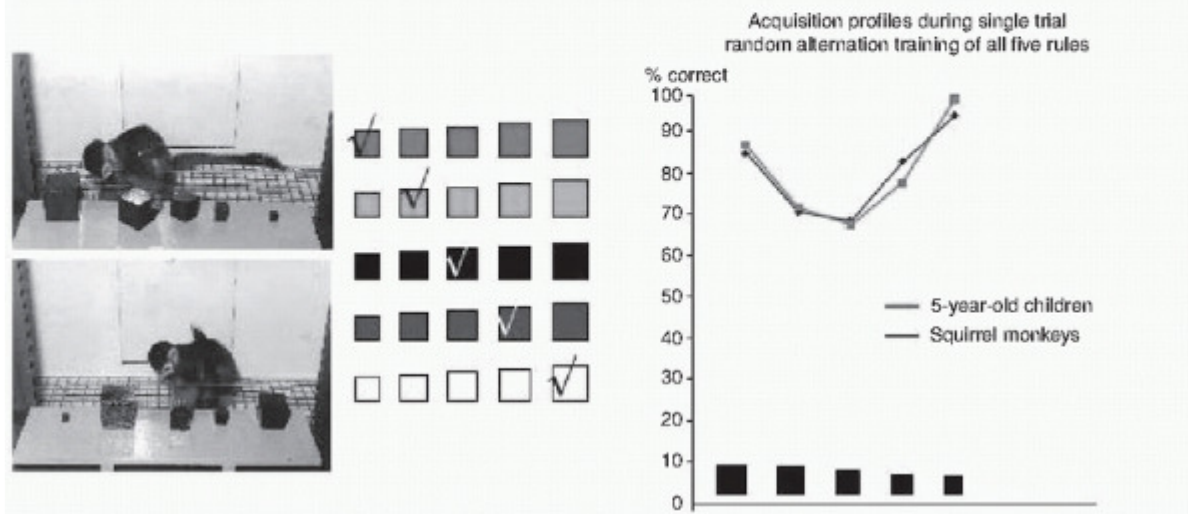 Acquisition profiles during single trial
random alternation training of all five rules
% correct
100
90
80
70
60
50
40
30
20
10
0
5-year-old children
Squirrel monkeys